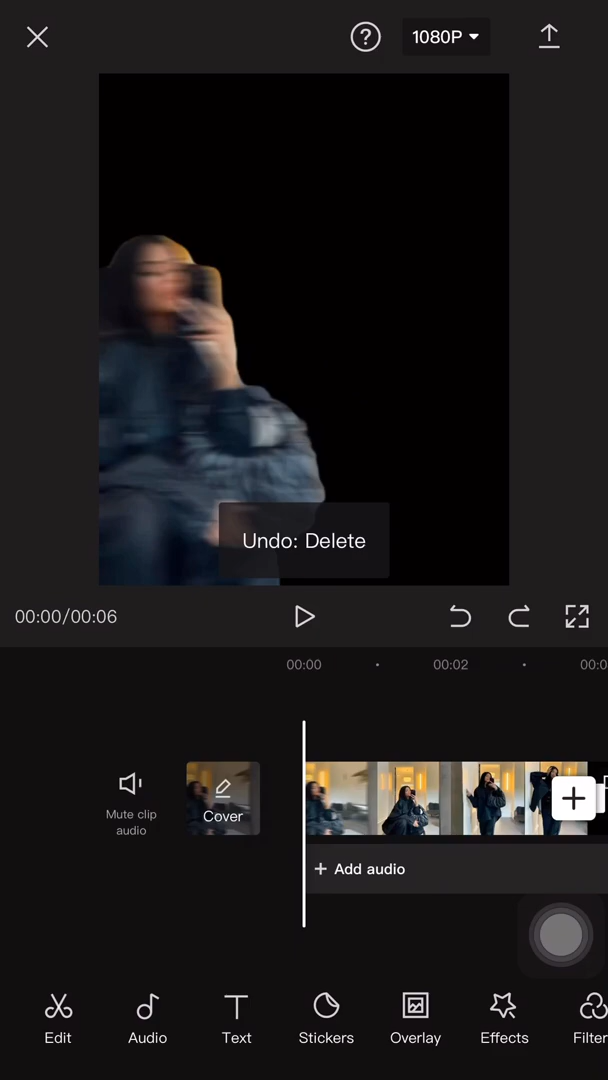 ?
1080P
Undo: Delete
00:00/00:06
00:00
00:02
Mute clip
audio
Cover
+ Add audio
Edit
Audio
Text
Stickers
Overlay
Effects